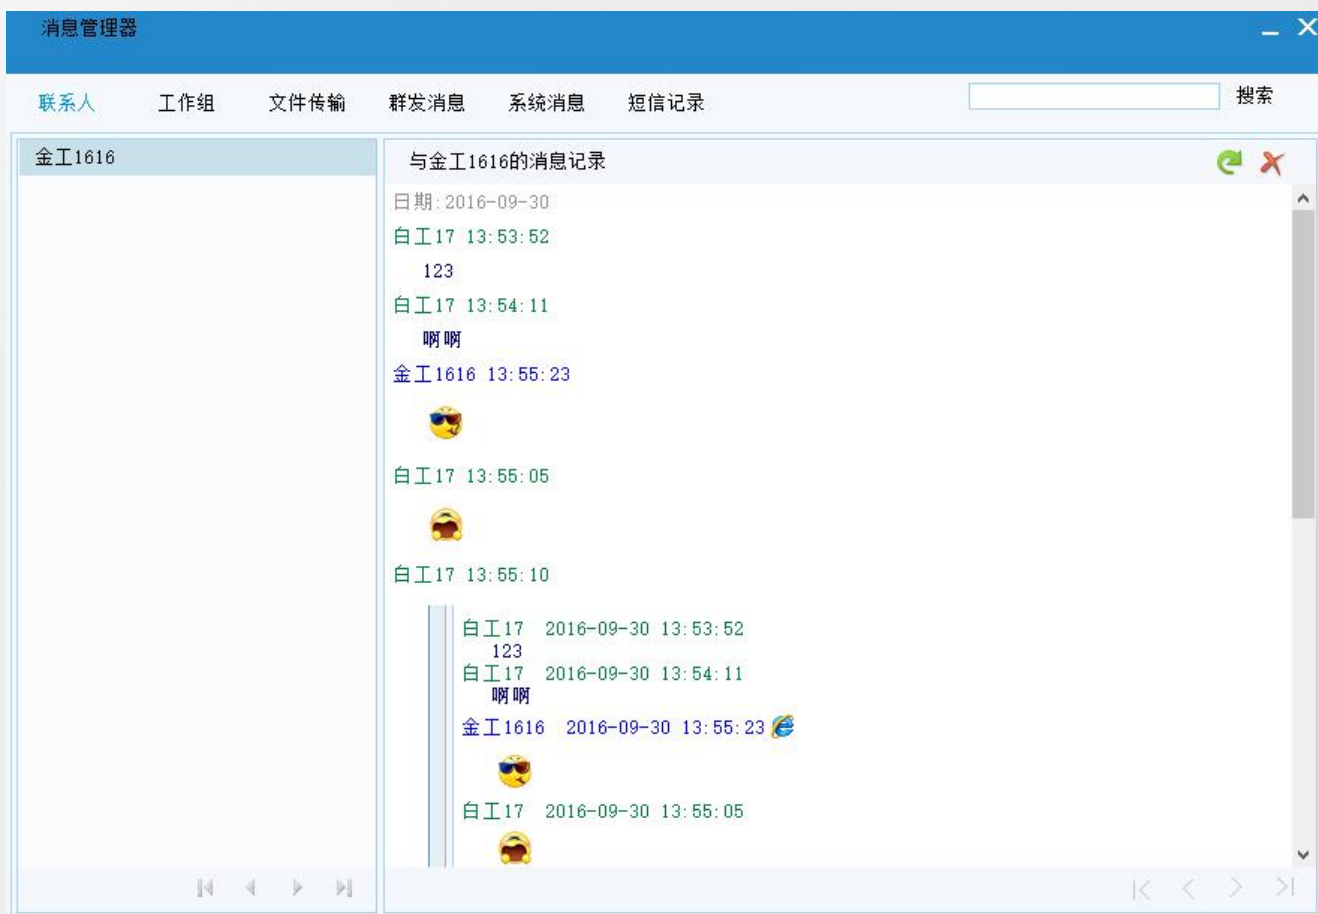 消息管理器
联系人 工作组 文件传输 群发消息 系统消息 短信记录 搜索
金工1616
与金工1616的消息记录
日期:2016-09-30
白工17 13:53:52
123
白工17 13:54:11
啊啊
金工1616 13:55:23
白工17 13:55:05
白工17 13:55:10
白工17 2016-09-30 13:53:52
123
白工17 2016-09-30 13:54:11
啊啊
金工1616 2016-09-30 13:55:23
白工17 2016-09-30 13:55:05